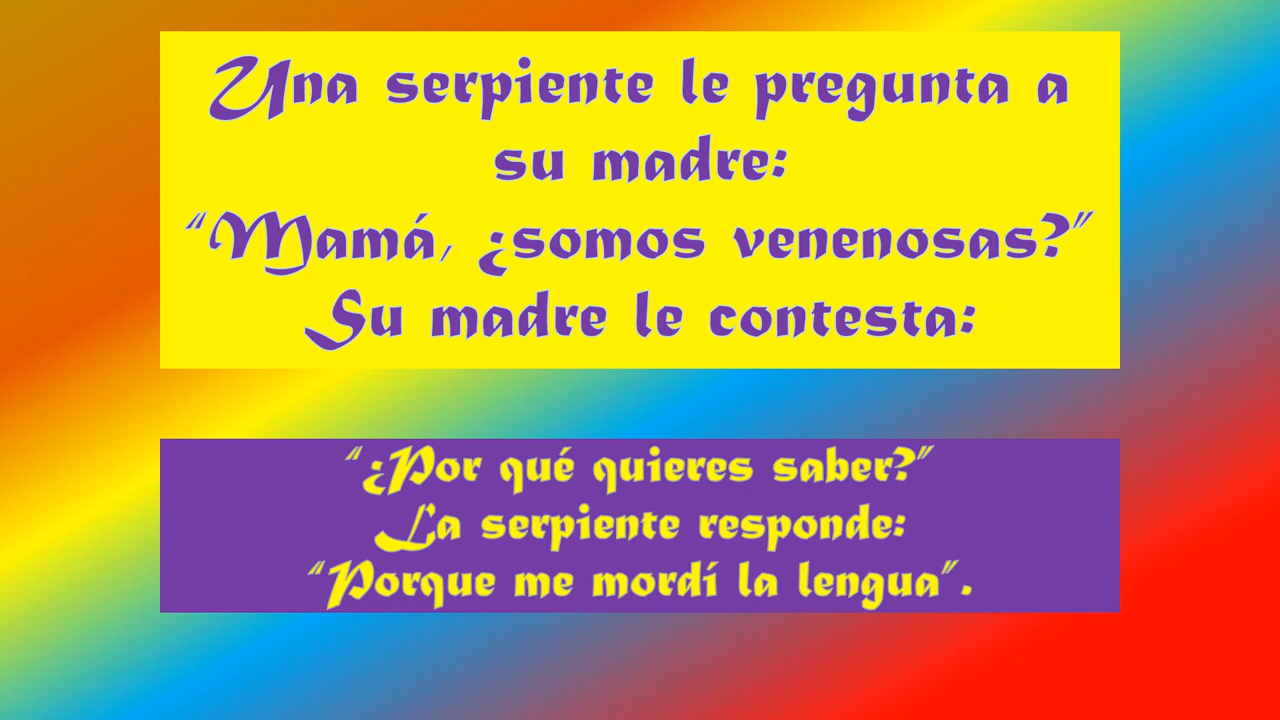 Una serpiente le pregunta a
su madre:
“Mamá, ¿somos venenosas?”
Su madre le contesta:
“¿Por qué quieres saber?”
La serpiente responde:
“Porque me mordí la lengua”.